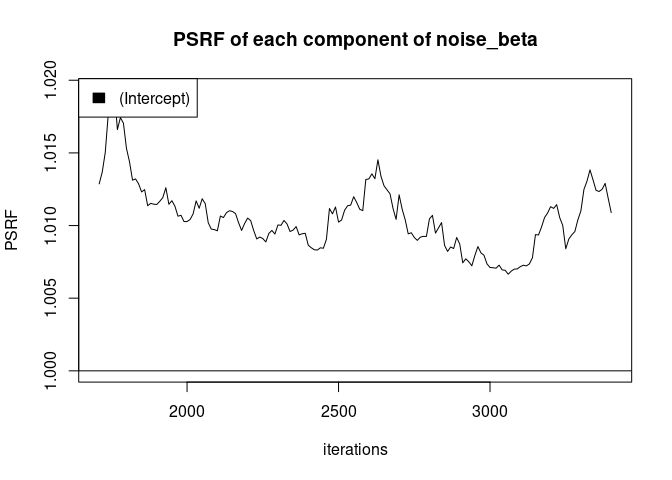 PSRF of each component of noise_beta
(Intercept)
PSRF
1.020
1.015
1.010
1.005
1.000
2000 2500 3000
iterations